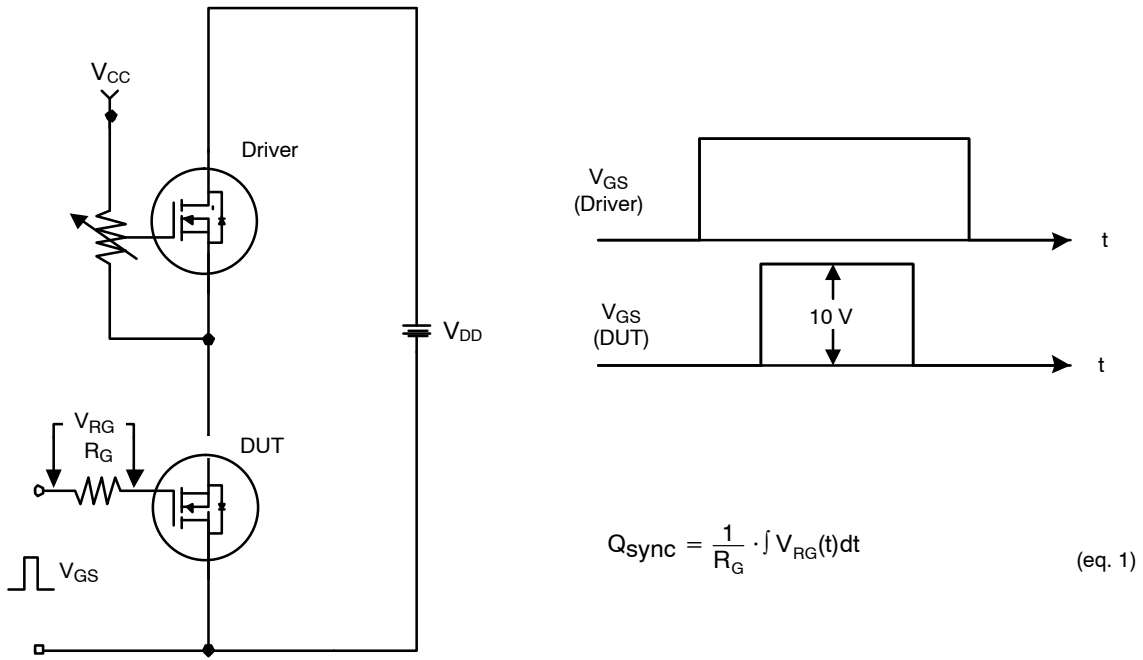 V_CC
Driver
V_DD
V_RG
R_G
DUT
V_GS
V_GS
(Driver)
t
V_GS
(DUT)
10 V
t
Q_sync = 1/R_G · ∫ V_RG(t)dt
(eq. 1)